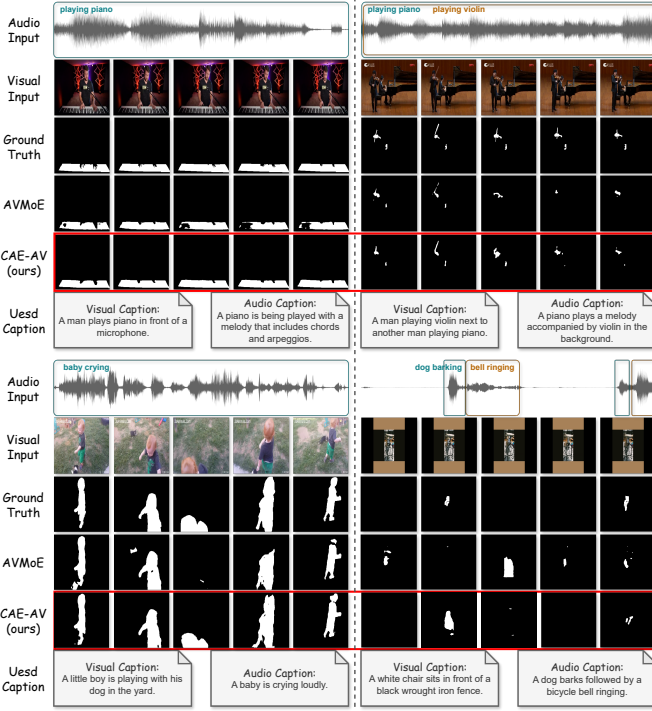 playing piano
playing piano playing violin
Audio
Input
Visual
Input
Ground
Truth
AVMoE
CAE-AV
(ours)
Uesd
Caption
Visual Caption:
A man plays piano in front of a
microphone.
Audio Caption:
A piano is being played with a
melody that includes chords
and arpeggios.
Visual Caption:
A man playing violin next to
another man playing piano.
Audio Caption:
A piano plays a melody
accompanied by violin in the
background.
baby crying
dog barking bell ringing
Audio
Input
Visual
Input
Ground
Truth
AVMoE
CAE-AV
(ours)
Uesd
Caption
Visual Caption:
A little boy is playing with his
dog in the yard.
Audio Caption:
A baby is crying loudly.
Visual Caption:
A white chair sits in front of a
black wrought iron fence.
Audio Caption:
A dog barks followed by a
bicycle bell ringing.